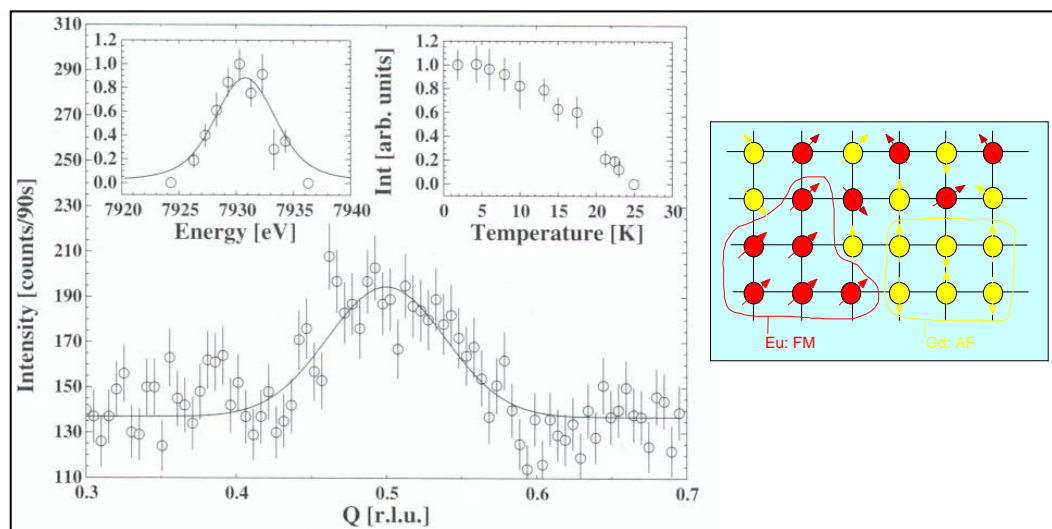 310
290
270
250
230
210
190
170
150
130
110
Intensity [counts/90s]
0.3 0.4 0.5 0.6 0.7
Q [r.l.u.]
1.2
1.0
0.8
0.6
0.4
0.2
0.0
7920 7925 7930 7935 7940
Energy [eV]
Int [arb. units]
1.2
1.0
0.8
0.6
0.4
0.2
0.0
0 5 10 15 20 25 30
Temperature [K]
Eu: FM
Gd: AF